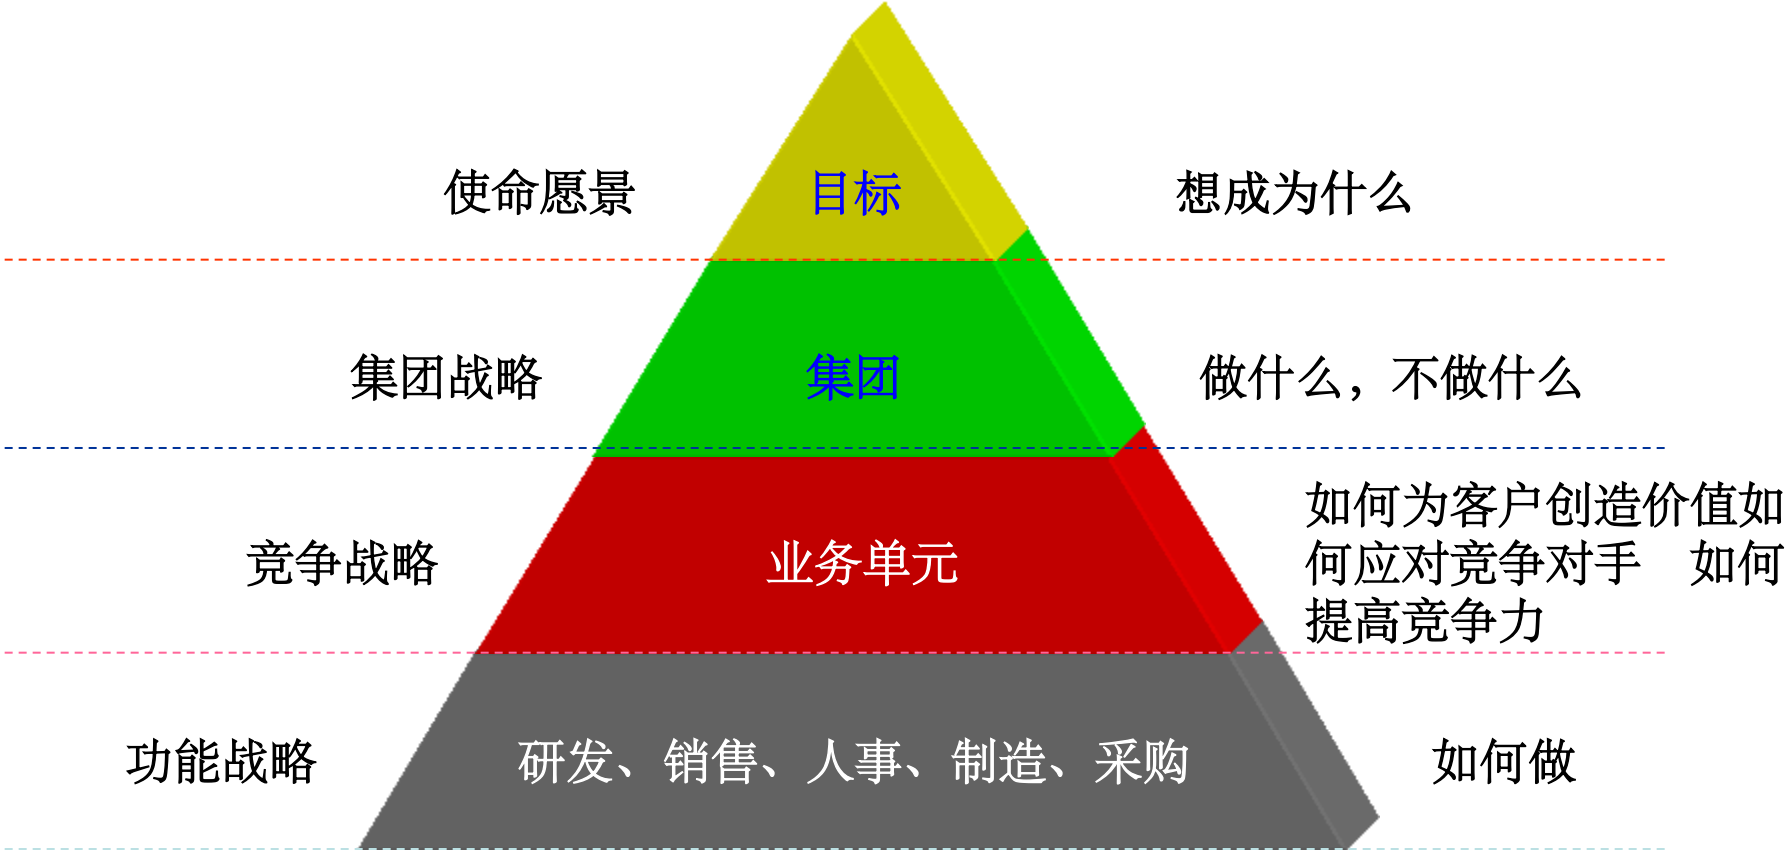 使命愿景
目标
想成为什么
集团战略
集团
做什么，不做什么
竞争战略
业务单元
如何为客户创造价值如
何应对竞争对手　如何
提高竞争力
功能战略
研发、销售、人事、制造、采购
如何做